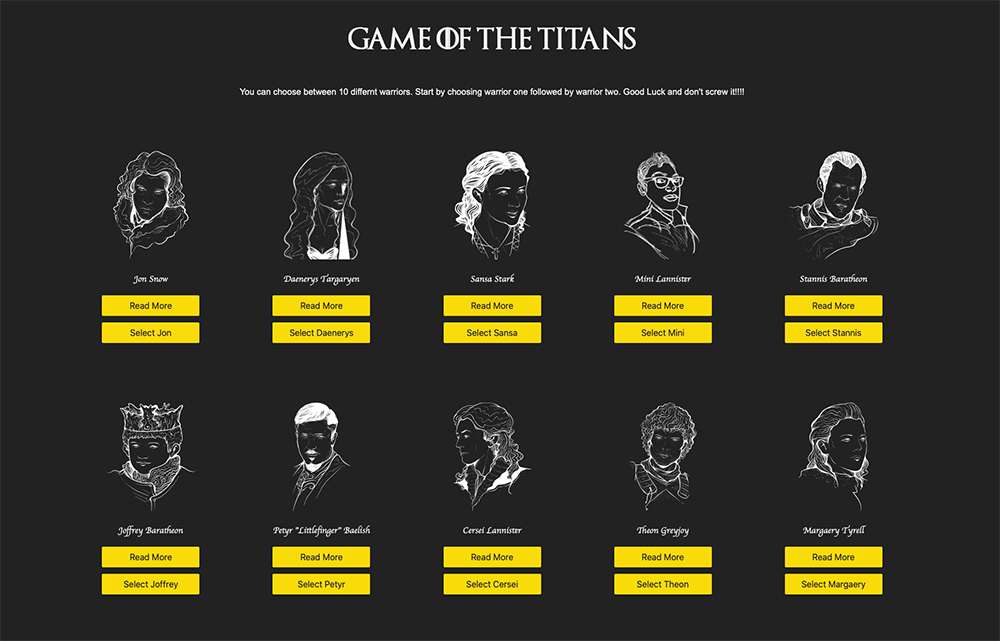 GAME OF THE TITANS
You can choose between 10 differnt warriors. Start by choosing warrior one followed by warrior two. Good Luck and don't screw it!!!!
Jon Snow
Daenerys Targaryen
Sansa Stark
Mini Lannister
Stannis Baratheon
Read More
Read More
Read More
Read More
Read More
Select Jon
Select Daenerys
Select Sansa
Select Mini
Select Stannis
Joffrey Baratheon
Petyr "Littlefinger" Baelish
Cersei Lannister
Theon Greyjoy
Margaery Tyrell
Read More
Read More
Read More
Read More
Read More
Select Joffrey
Select Petyr
Select Cersei
Select Theon
Select Margaery